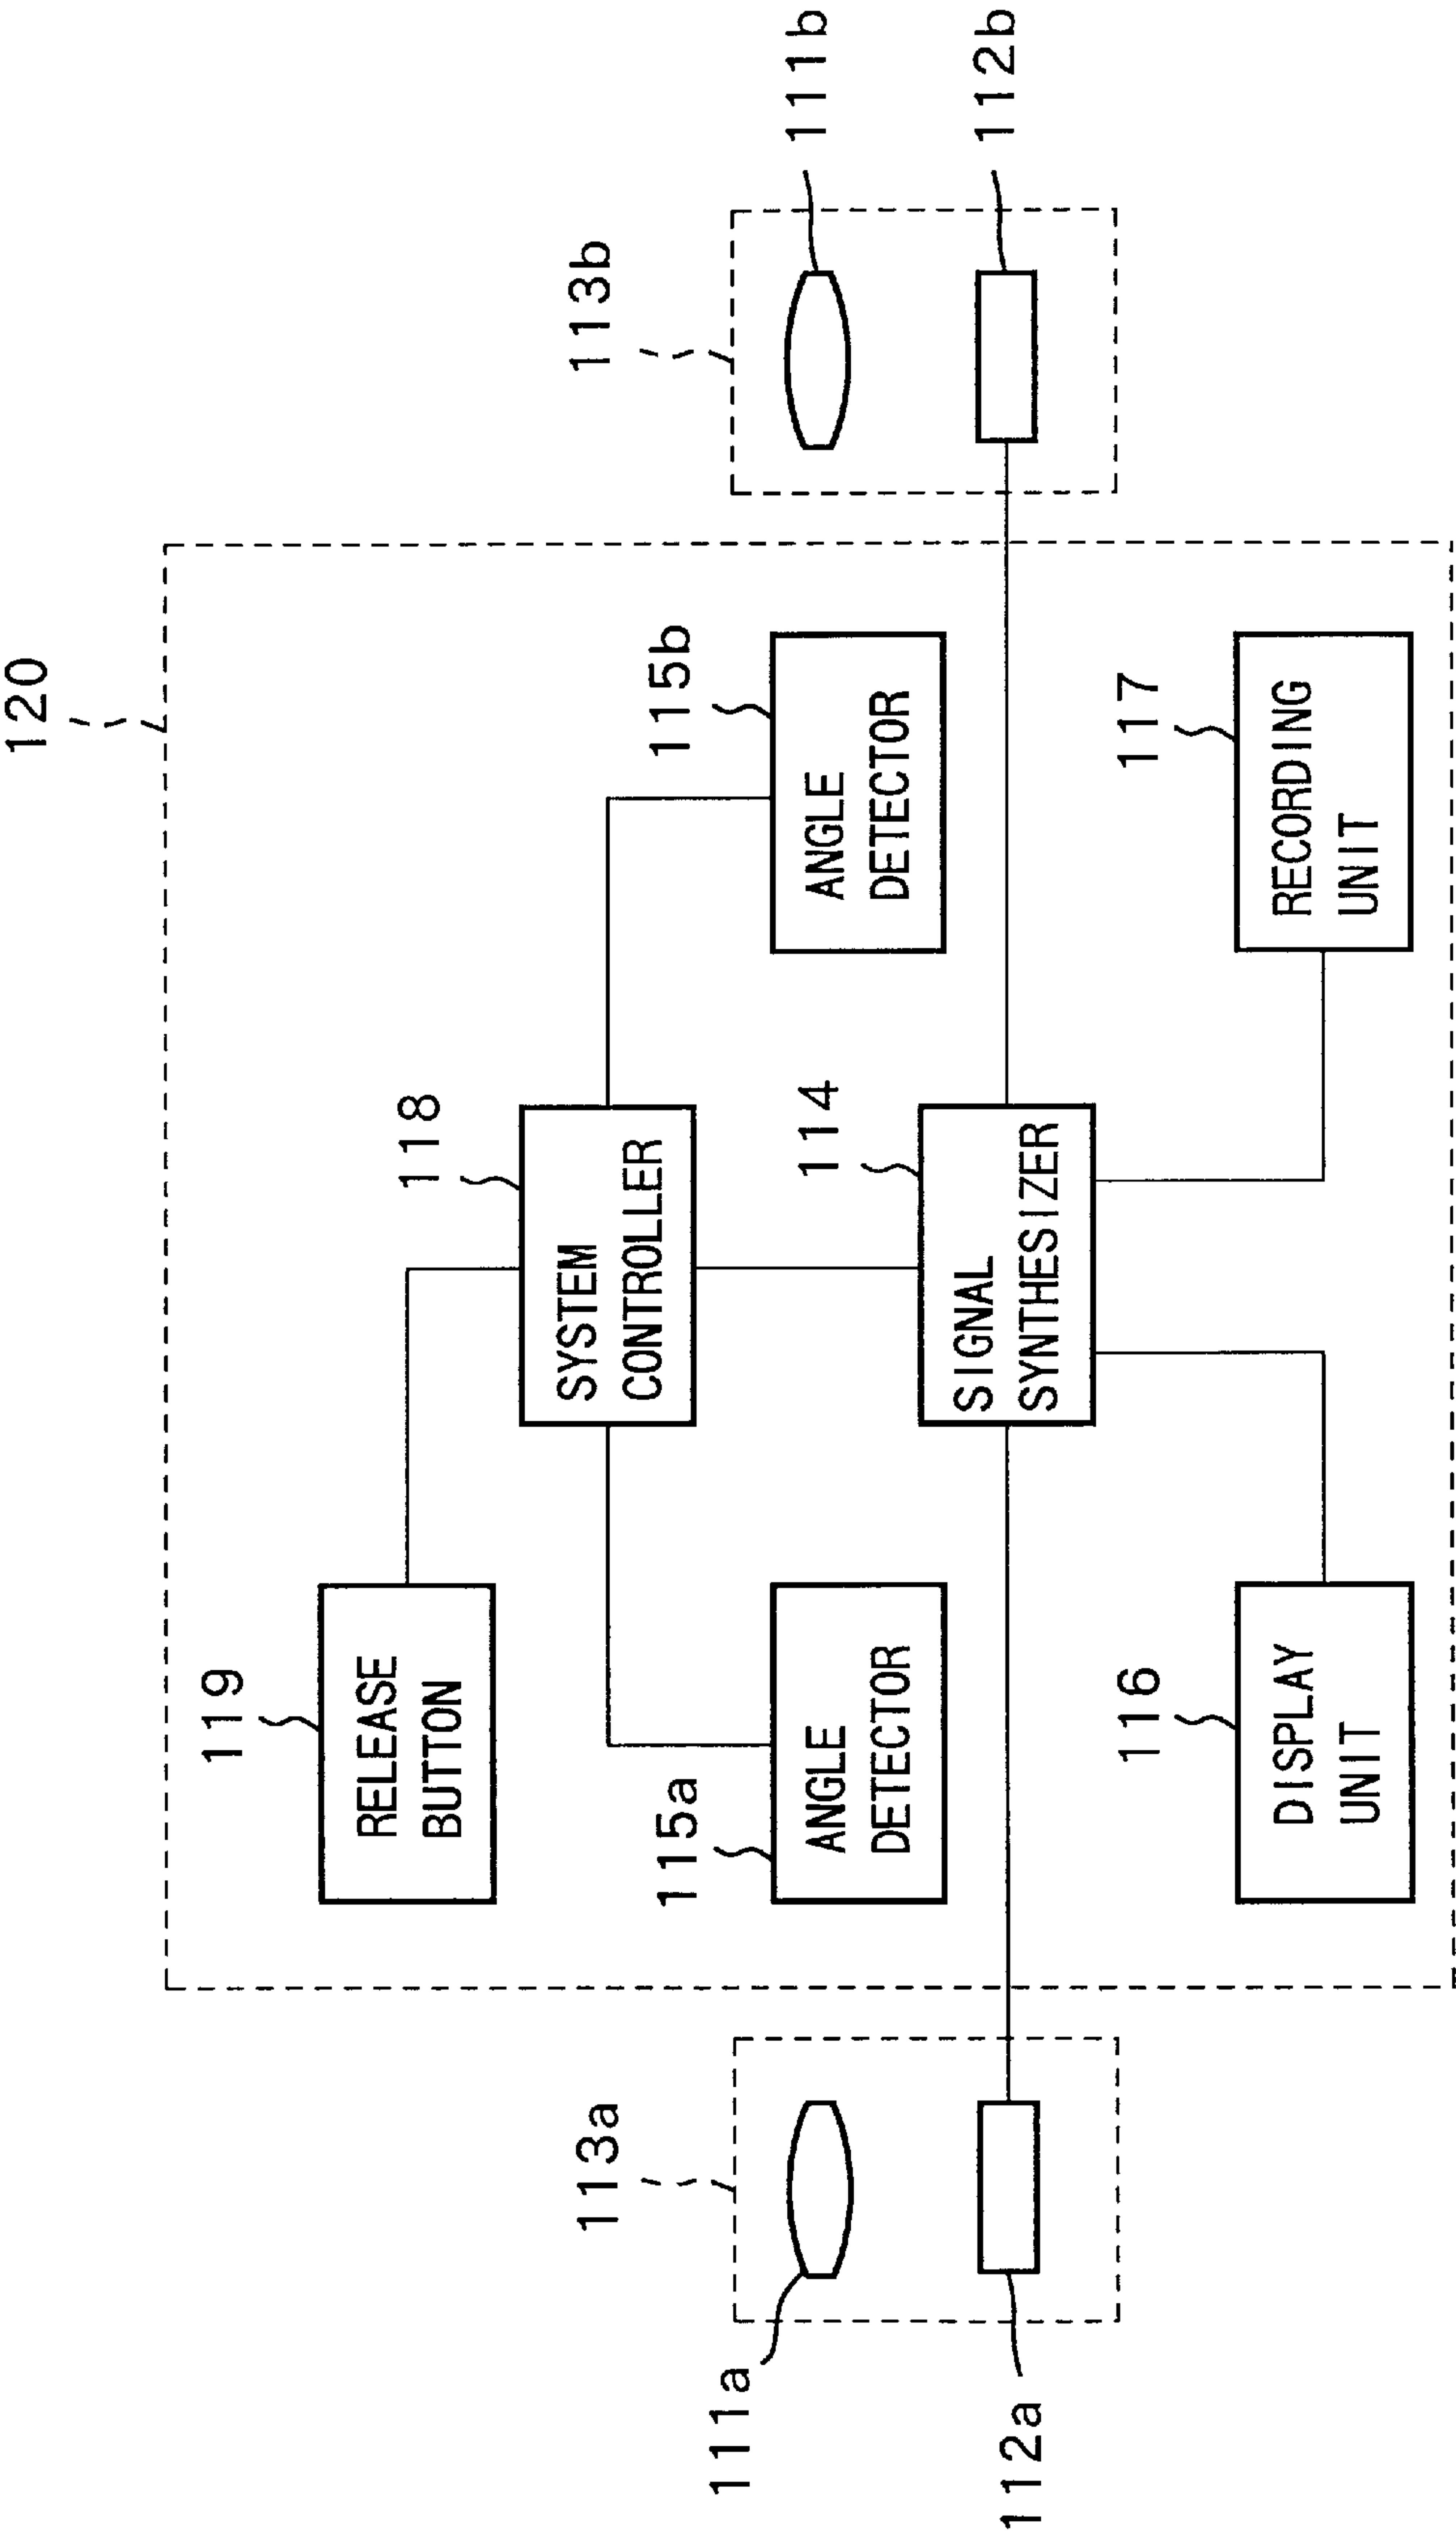 120
119
RELEASE
BUTTON
118
SYSTEM
CONTROLLER
113a
113b
115a
115b
111a
111b
ANGLE
DETECTOR
114
ANGLE
DETECTOR
112a
SIGNAL
SYNTHESIZER
112b
116
117
DISPLAY
UNIT
RECORDING
UNIT